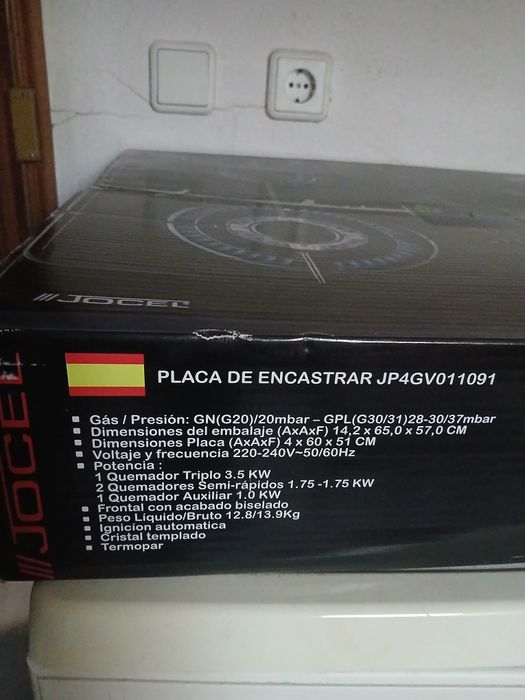 ///JOCEL
///JOCEL
PLACA DE ENCASTRAR JP4GV011091
Gás / Presión: GN(G20)/20mbar – GPL(G30/31)28-30/37mbar
Dimensiones del embalaje (AxAxF) 14,2 x 65,0 x 57,0 CM
Dimensiones Placa (AxAxF) 4 x 60 x 51 CM
Voltaje y frecuencia 220-240V~50/60Hz
Potencia :
1 Quemador Triplo 3.5 KW
2 Quemadores Semi-rápidos 1.75 -1.75 KW
1 Quemador Auxiliar 1.0 KW
Frontal con acabado biselado
Peso Líquido/Bruto 12.8/13.9Kg
Ignicion automatica
Cristal templado
Termopar